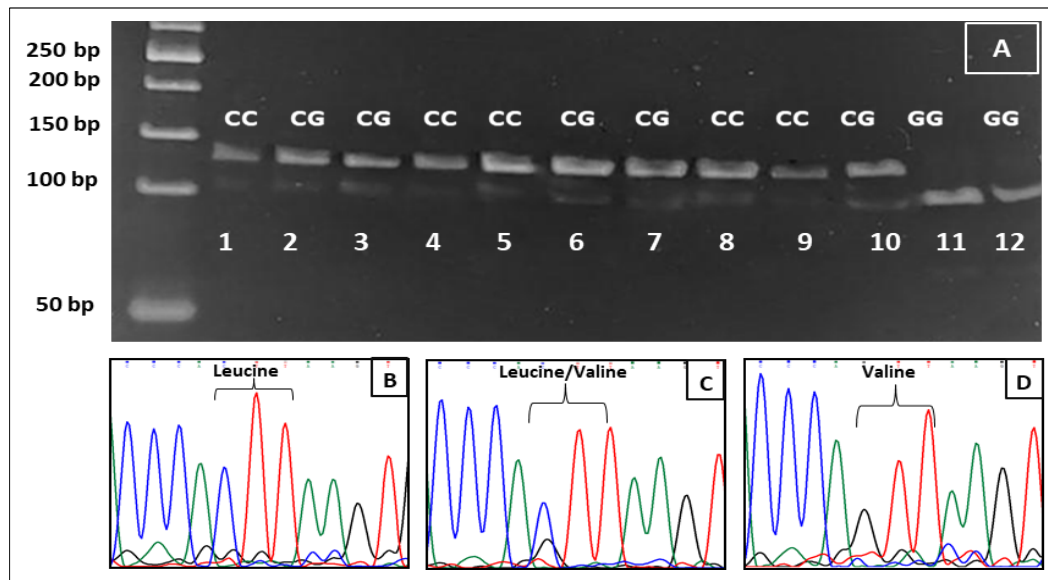 A
250 bp
200 bp
150 bp
CC CG CG CC CC CG CG CC CC CG GG GG
100 bp
1 2 3 4 5 6 7 8 9 10 11 12
50 bp
Leucine B
Leucine/Valine C
Valine D